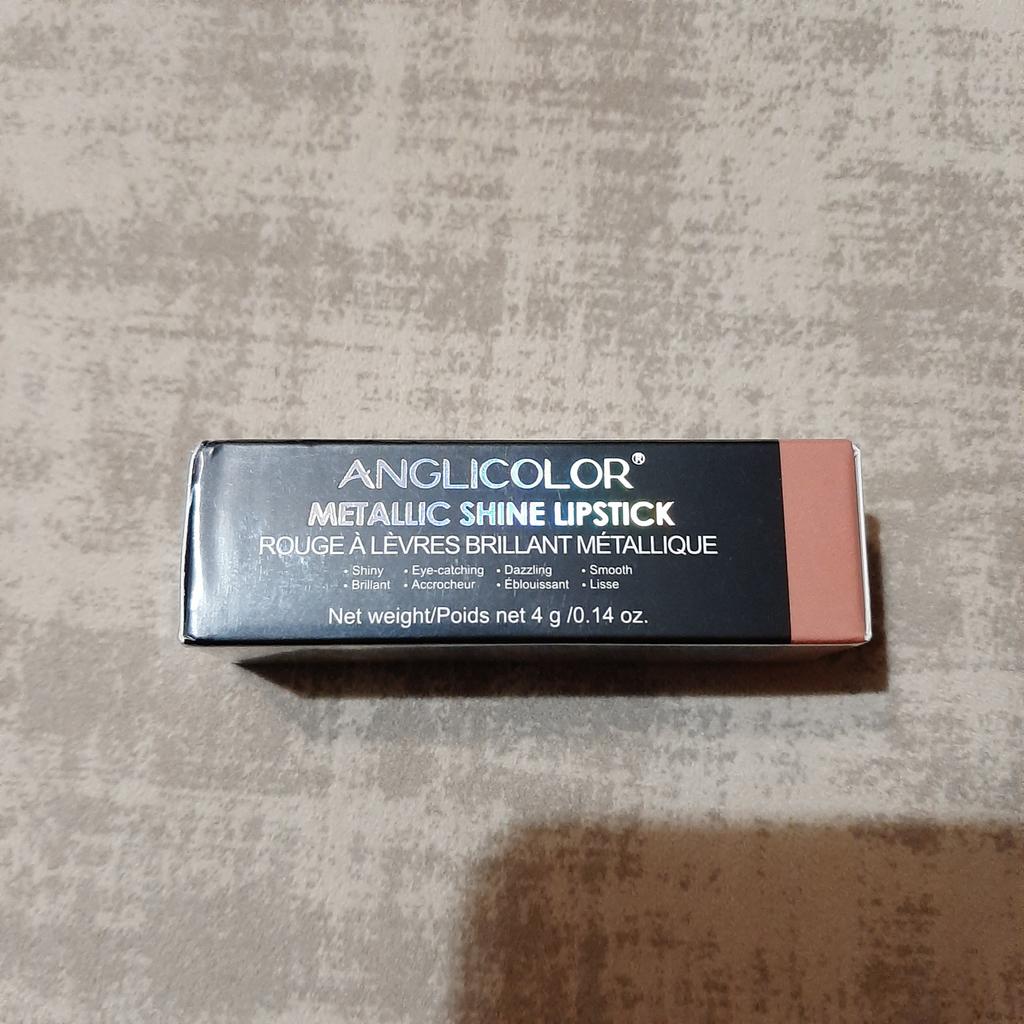 ANGLICOLOR®
METALLIC SHINE LIPSTICK
ROUGE À LÈVRES BRILLANT MÉTALLIQUE
• Shiny • Eye-catching • Dazzling • Smooth
• Brillant • Accrocheur • Éblouissant • Lisse
Net weight/Poids net 4 g /0.14 oz.